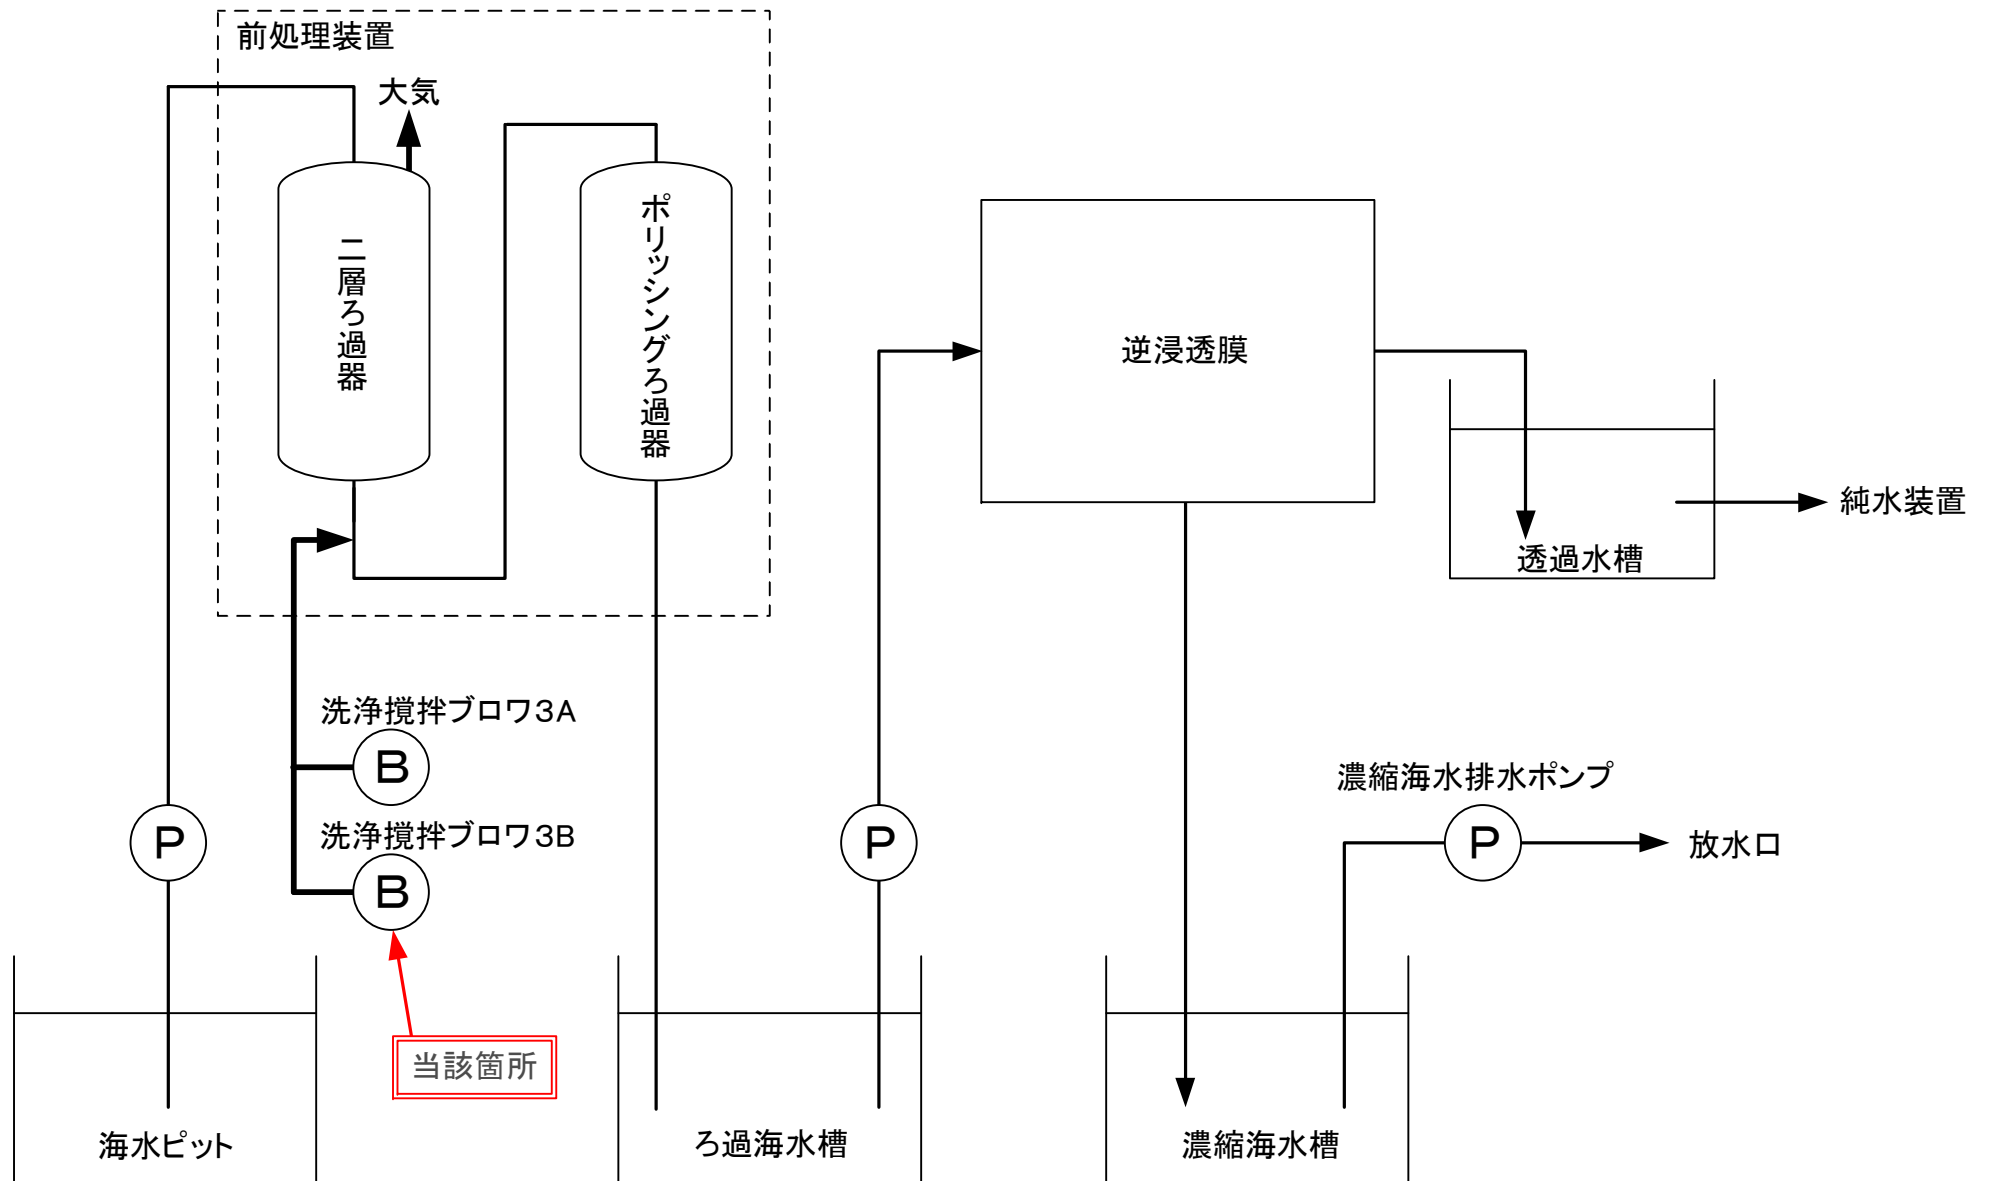 前処理装置
大気
二層ろ過器
ポリッシングろ過器
逆浸透膜
純水装置
透過水槽
洗浄撹拌ブロワ3A
B
濃縮海水排水ポンプ
P
洗浄撹拌ブロワ3B
P
P
放水口
B
当該箇所
海水ピット
ろ過海水槽
濃縮海水槽